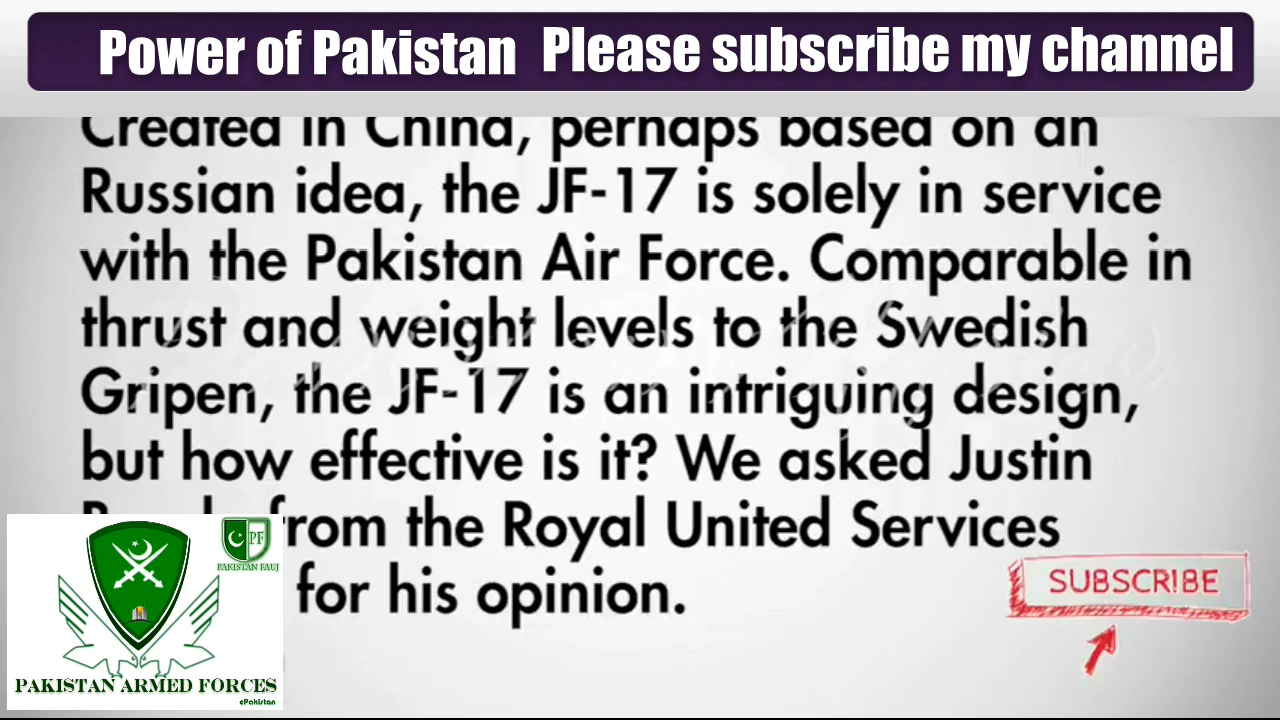 Power of Pakistan Please subscribe my channel
Created in China, perhaps based on an
Russian idea, the JF-17 is solely in service
with the Pakistan Air Force. Comparable in
thrust and weight levels to the Swedish
Gripen, the JF-17 is an intriguing design,
but how effective is it? We asked Justin
from the Royal United Services
for his opinion.
SUBSCRIBE
PF
PAKISTAN FAUJ
PAKISTAN ARMED FORCES
ePakistan